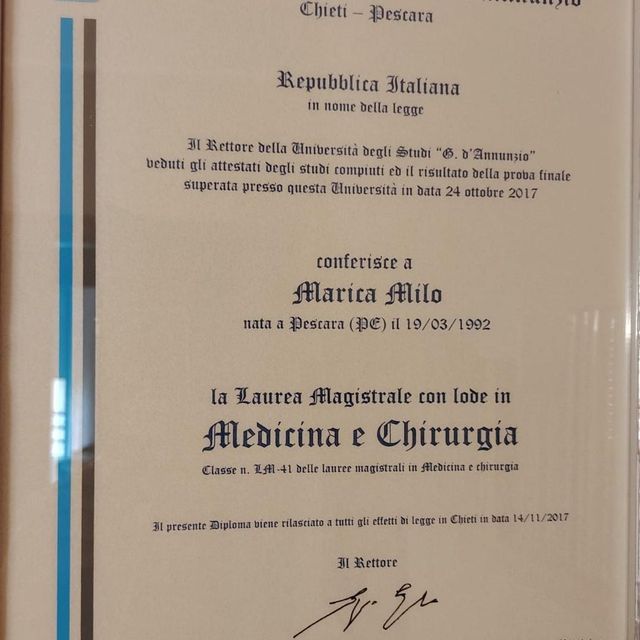 Chieti – Pescara
Repubblica Italiana
in nome della legge
Il Rettore della Università degli Studi "G. d'Annunzio"
veduti gli attestati degli studi compiuti ed il risultato della prova finale
superata presso questa Università in data 24 ottobre 2017
conferisce a
Marica Milo
nata a Pescara (PE) il 19/03/1992
la Laurea Magistrale con lode in
Medicina e Chirurgia
Classe n. LM-41 delle lauree magistrali in Medicina e chirurgia
Il presente Diploma viene rilasciato a tutti gli effetti di legge in Chieti in data 14/11/2017
Il Rettore